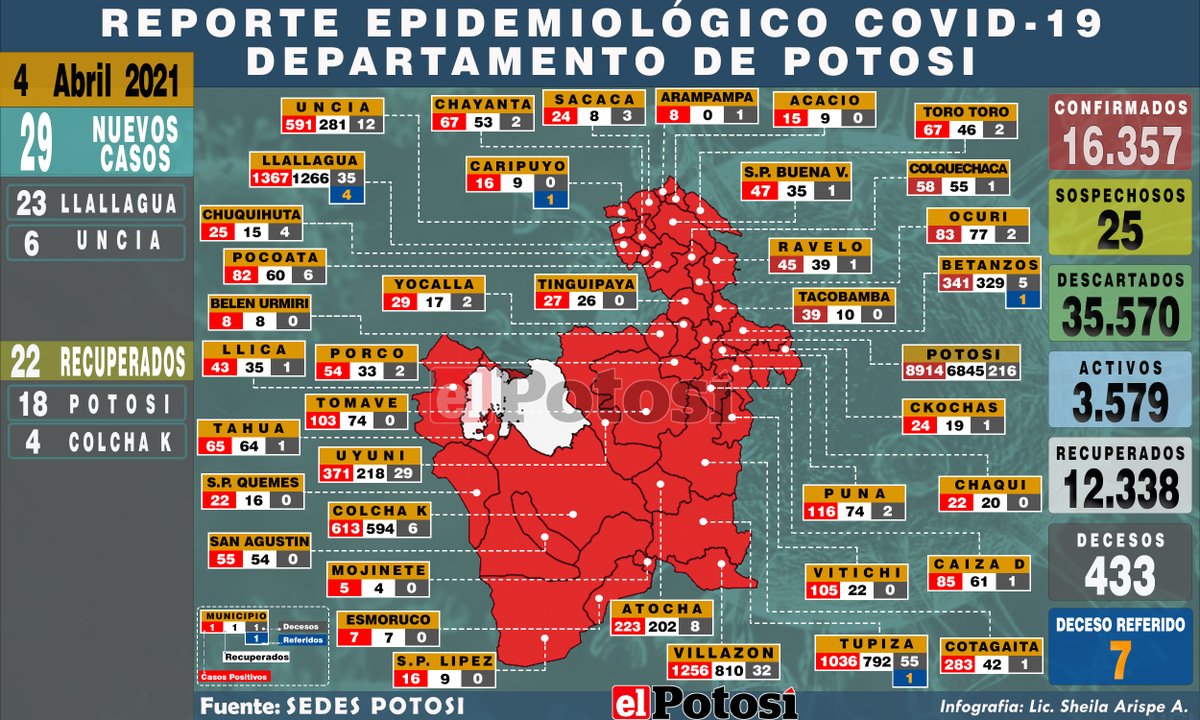 REPORTE EPIDEMIOLÓGICO COVID-19
DEPARTAMENTO DE POTOSI
4 Abril 2021
29 NUEVOS CASOS
23 LLALLAGUA
6 UNCIA
22 RECUPERADOS
18 POTOSI
4 COLCHA K
UNCIA
591 281 12
CHAYANTA
67 53 2
SACACA
24 8 3
ARAMPAMPA
8 0 1
ACACIO
15 9 0
TORO TORO
67 46 2
LLALLAGUA
1367 1266 35
4
CARIPUYO
16 9 0
1
S.P. BUENA V.
47 35 1
COLQUECHACA
58 55 1
CHUQUIHUTA
25 15 4
OCURI
83 77 2
POCOATA
82 60 6
RAVELO
45 39 1
YOCALLA
29 17 2
TINGUIPAYA
27 26 0
BETANZOS
341 329 5
1
BELEN URMIRI
8 8 0
TACOBAMBA
39 10 0
LLICA
43 35 1
PORCO
54 33 2
POTOSI
8914 6845 216
TOMAVE
103 74 0
CKOCHAS
24 19 1
TAHUA
65 64 1
UYUNI
371 218 29
S.P. QUEMES
22 16 0
PUNA
116 74 2
CHAQUI
22 20 0
COLCHA K
613 594 6
SAN AGUSTIN
55 54 0
MOJINETE
5 4 0
VITICHI
105 22 0
CAIZA D
85 61 1
ESMORUCO
7 7 0
ATOCHA
223 202 8
S.P. LIPEZ
16 9 0
VILLAZON
1256 810 32
TUPIZA
1036 792 55
1
COTAGAITA
283 42 1
el Potosí
MUNICIPIO
1 1 1
1
Decesos
Referidos
Recuperados
Casos Positivos
CONFIRMADOS
16.357
SOSPECHOSOS
25
DESCARTADOS
35.570
ACTIVOS
3.579
RECUPERADOS
12.338
DECESOS
433
DECESO REFERIDO
7
Fuente: SEDES POTOSI
el Potosí
Infografia: Lic. Sheila Arispe A.